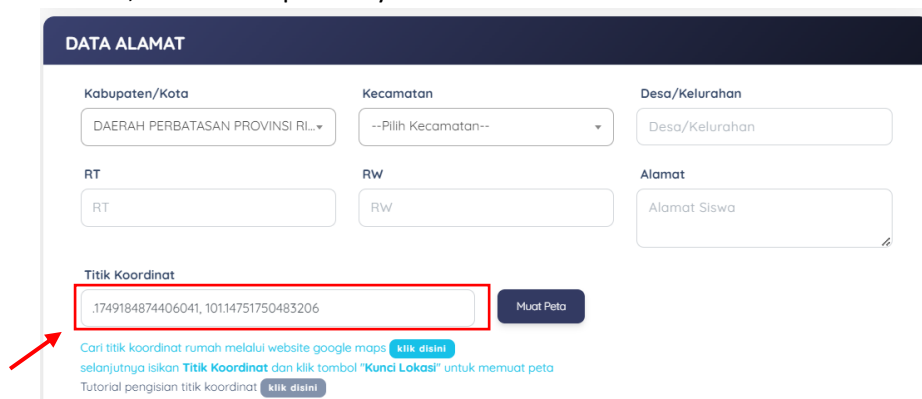 DATA ALAMAT
Kabupaten/Kota Kecamatan Desa/Kelurahan
DAERAH PERBATASAN PROVINSI RI... --Pilih Kecamatan-- Desa/Kelurahan
RT RW Alamat
RT RW Alamat Siswa
Titik Koordinat
.1749184874406041, 101.14751750483206 Muat Peta
Cari titik koordinat rumah melalui website google maps klik disini
selanjutnya isikan Titik Koordinat dan klik tombol "Kunci Lokasi" untuk memuat peta
Tutorial pengisian titik koordinat klik disini